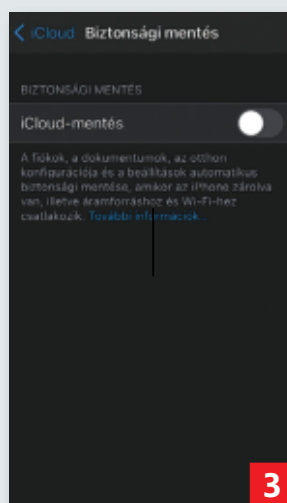 iCloud Biztonsági mentés
BIZTONSÁGI MENTÉS
iCloud-mentés
A fiókok, a dokumentumok, az otthon
konfigurációja és a beállítások automatikus
biztonsági mentése, amikor az iPhone zárolva
van, illetve áramforráshoz és Wi-Fi-hez
csatlakozik. További információk...
3